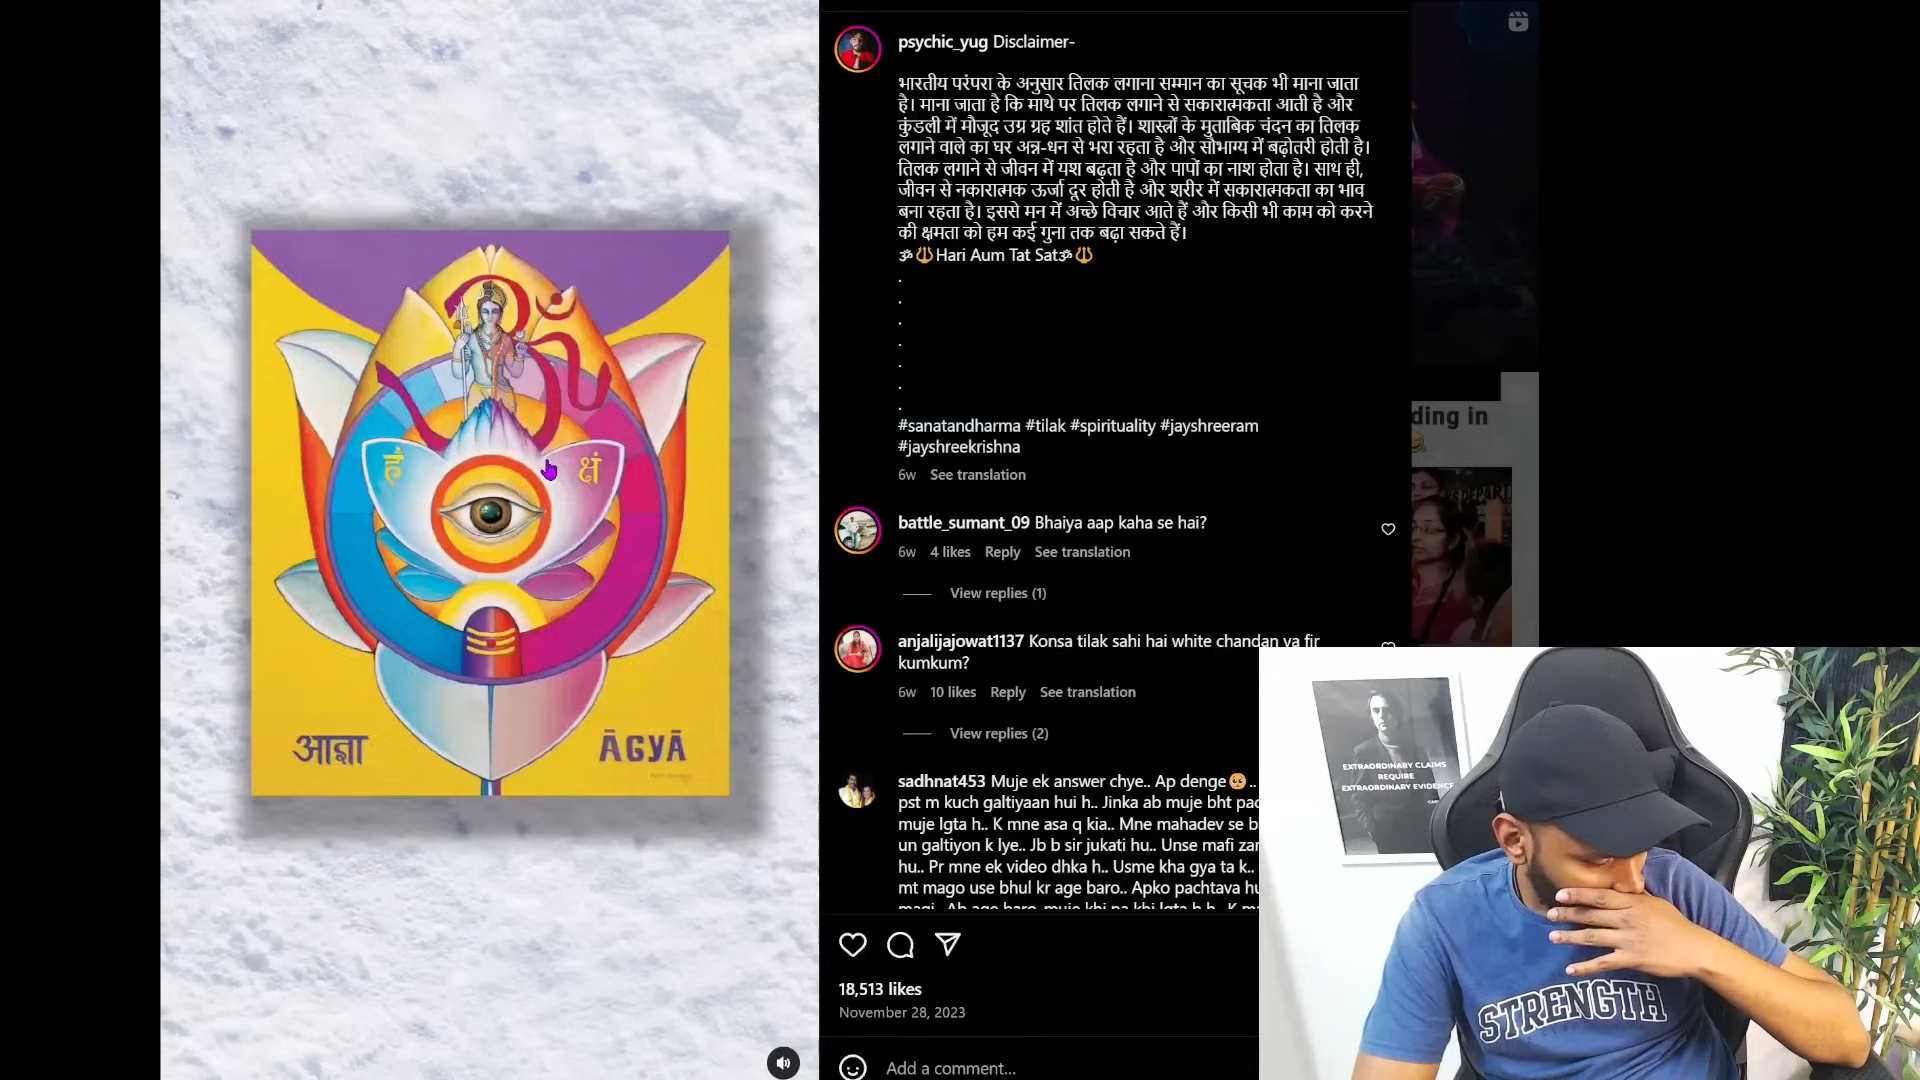 psychic_yug Disclaimer-
भारतीय परंपरा के अनुसार तिलक लगाना सम्मान का सूचक भी माना जाता
है। माना जाता है कि माथे पर तिलक लगाने से सकारात्मकता आती है और
कुंडली में मौजूद उग्र ग्रह शांत होते हैं। शास्त्रों के मुताबिक चंदन का तिलक
लगाने वाले का घर अन्न-धन से भरा रहता है और सौभाग्य में बढ़ोतरी होती है।
तिलक लगाने से जीवन में यश बढ़ता है और पापों का नाश होता है। साथ ही,
जीवन से नकारात्मक ऊर्जा दूर होती है और शरीर में सकारात्मकता का भाव
बना रहता है। इससे मन में अच्छे विचार आते हैं और किसी भी काम को करने
की क्षमता को हम कई गुना तक बढ़ा सकते हैं।
ॐ🔱Hari Aum Tat Satॐ🔱
.
.
.
.
.
.
.
#sanatandharma #tilak #spirituality #jayshreeram
#jayshreekrishna
6w See translation
battle_sumant_09 Bhaiya aap kaha se hai?
6w 4 likes Reply See translation
View replies (1)
anjalijajowat1137 Konsa tilak sahi hai white chandan ya fir
kumkum?
6w 10 likes Reply See translation
View replies (2)
sadhnat453 Muje ek answer chye.. Ap denge🥺..
pst m kuch galtiyaan hui h.. Jinka ab muje bht
muje lgta h.. K mne asa q kia.. Mne mahadev se
un galtiyon k lye.. Jb b sir jukati hu.. Unse mafi
hu.. Pr mne ek video dhka h.. Usme kha gya ta k..
mt mago use bhul kr age baro.. Apko pachtava
18,513 likes
November 28, 2023
Add a comment...
ॐ
हं
क्षं
आज्ञा
ĀGYĀ
ding in
EXTRAORDINARY CLAIMS
REQUIRE
EXTRAORDINARY EVIDENCE
STRENGTH